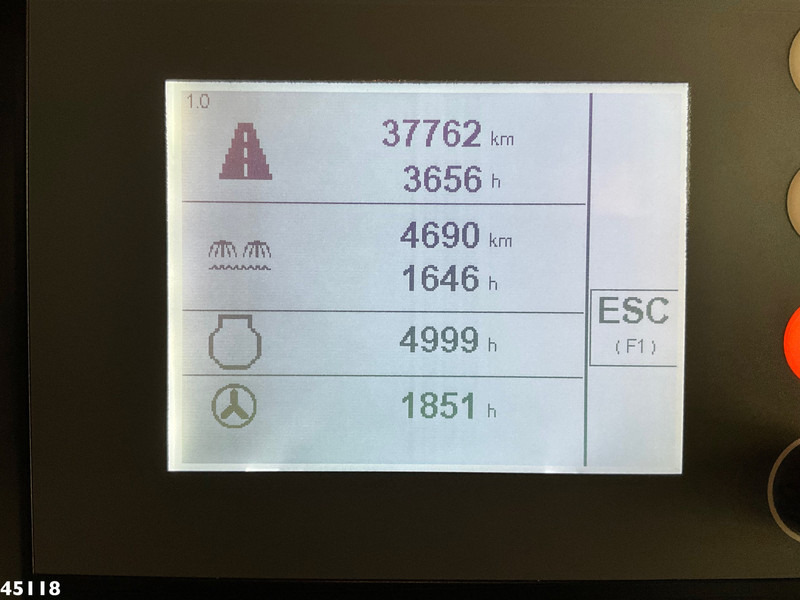 1.0
37762 km
3656 h
4690 km
1646 h
4999 h
1851 h
ESC
( F1 )
45118